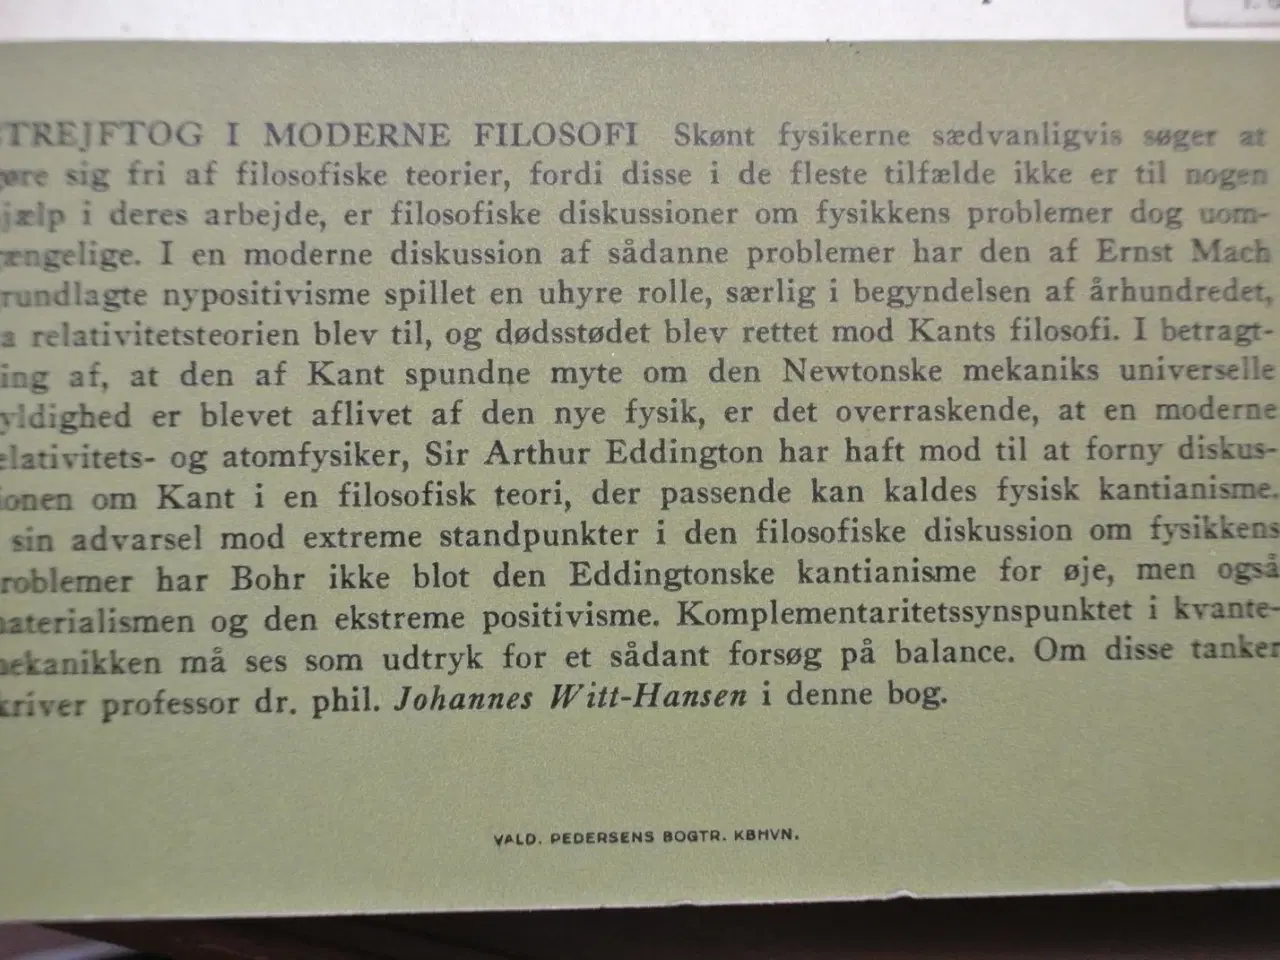 TREJFTOG I MODERNE FILOSOFI Skønt fysikerne sædvanligvis søger at
øre sig fri af filosofiske teorier, fordi disse i de fleste tilfælde ikke er til nogen
jælp i deres arbejde, er filosofiske diskussioner om fysikkens problemer dog uom-
ængelige. I en moderne diskussion af sådanne problemer har den af Ernst Mach
rundlagte nypositivisme spillet en uhyre rolle, særlig i begyndelsen af århundredet,
a relativitetsteorien blev til, og dødsstødet blev rettet mod Kants filosofi. I betragt-
ing af, at den af Kant spundne myte om den Newtonske mekaniks universelle
yldighed er blevet aflivet af den nye fysik, er det overraskende, at en moderne
elativitets- og atomfysiker, Sir Arthur Eddington har haft mod til at forny diskus-
ionen om Kant i en filosofisk teori, der passende kan kaldes fysisk kantianisme.
sin advarsel mod extreme standpunkter i den filosofiske diskussion om fysikkens
roblemer har Bohr ikke blot den Eddingtonske kantianisme for øje, men også
aterialismen og den ekstreme positivisme. Komplementaritetssynspunktet i kvante-
ekanikken må ses som udtryk for et sådant forsøg på balance. Om disse tanker
kriver professor dr. phil. Johannes Witt-Hansen i denne bog.
VALD. PEDERSENS BOGTR. KBHVN.